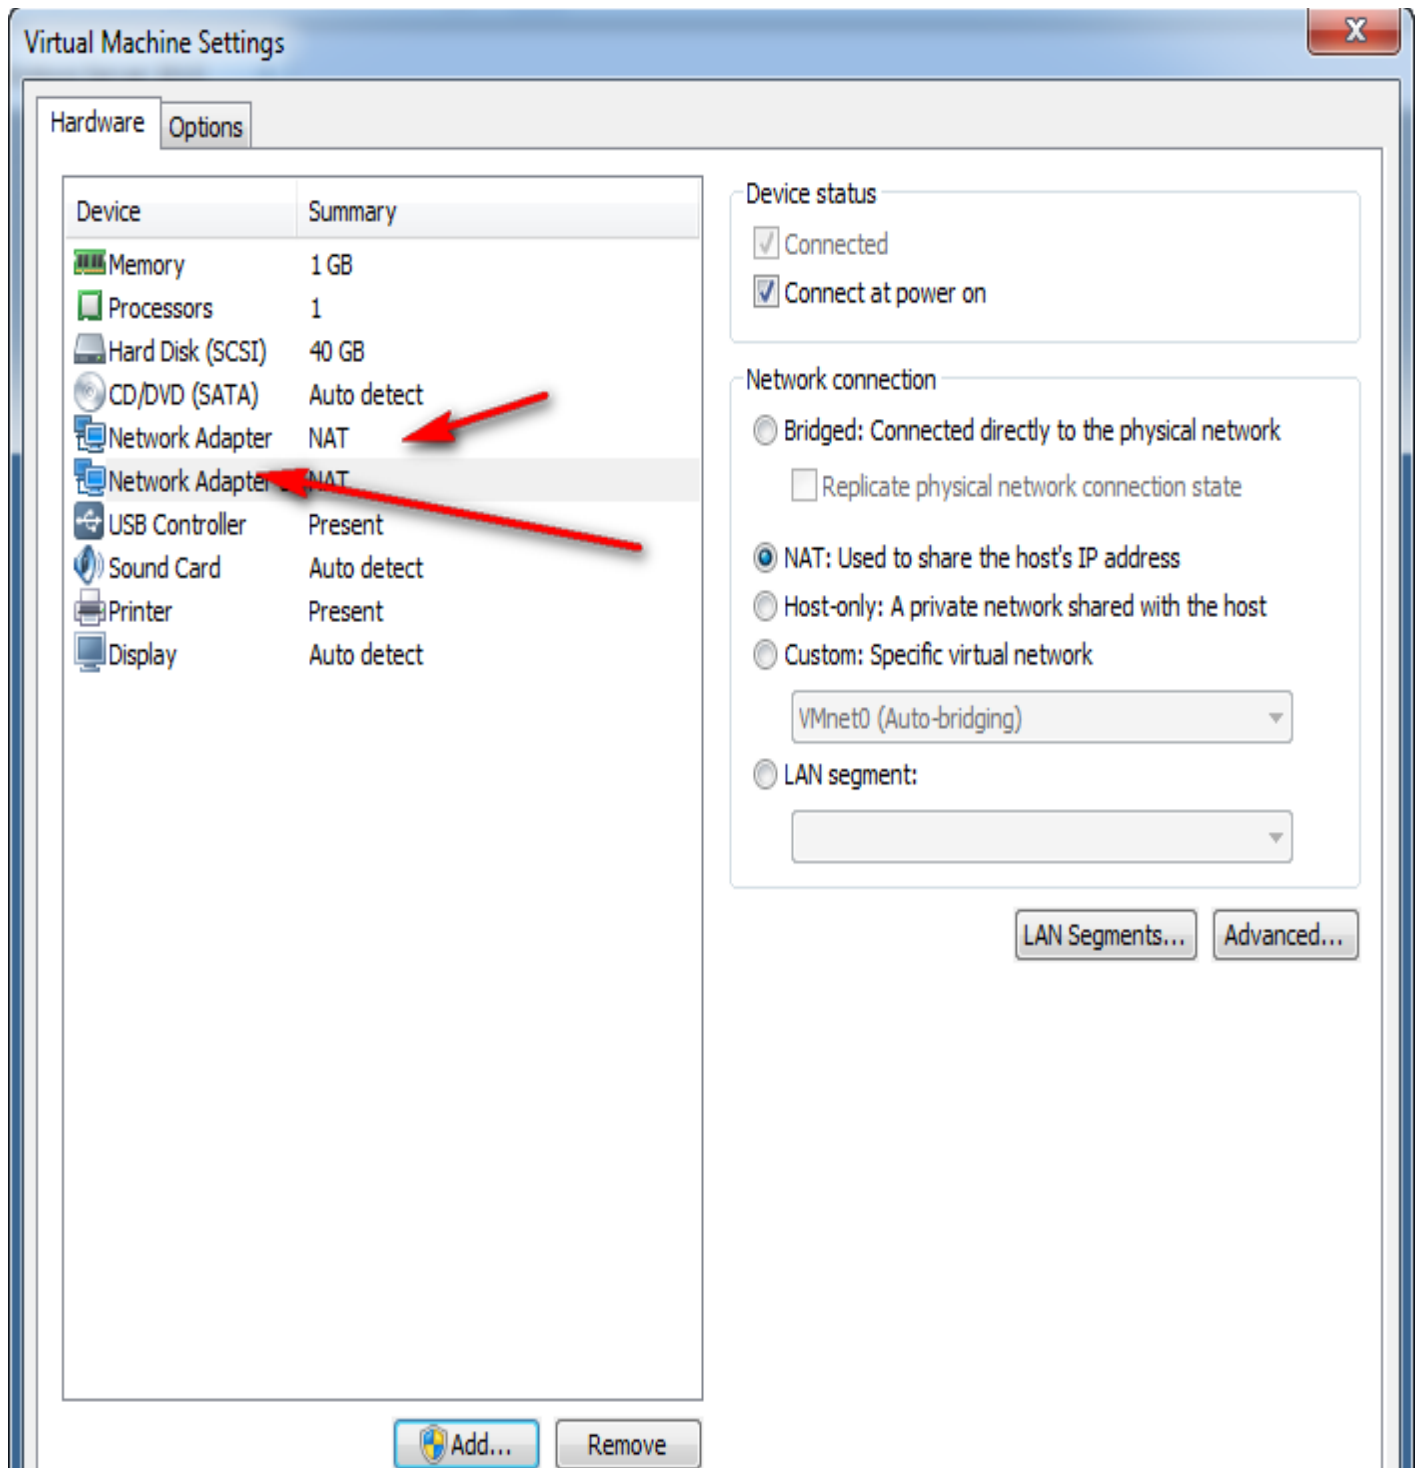 Virtual Machine Settings
X
Hardware
Options
Device Summary
Memory 1 GB
Processors 1
Hard Disk (SCSI) 40 GB
CD/DVD (SATA) Auto detect
Network Adapter NAT
Network Adapter NAT
USB Controller Present
Sound Card Auto detect
Printer Present
Display Auto detect
Add...
Remove
Device status
Connected
Connect at power on
Network connection
Bridged: Connected directly to the physical network
Replicate physical network connection state
NAT: Used to share the host's IP address
Host-only: A private network shared with the host
Custom: Specific virtual network
VMnet0 (Auto-bridging)
LAN segment:
LAN Segments...
Advanced...